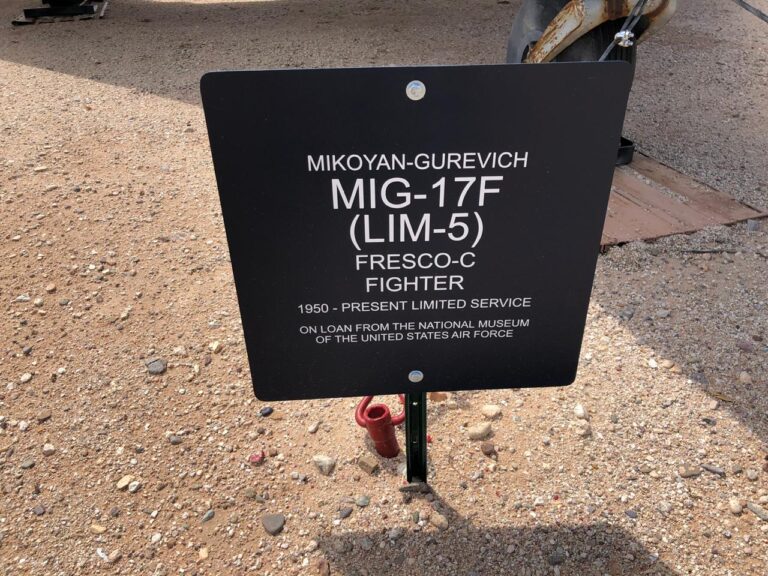 MIKOYAN-GUREVICH
MIG-17F
(LIM-5)
FRESCO-C
FIGHTER
1950 - PRESENT LIMITED SERVICE
ON LOAN FROM THE NATIONAL MUSEUM
OF THE UNITED STATES AIR FORCE